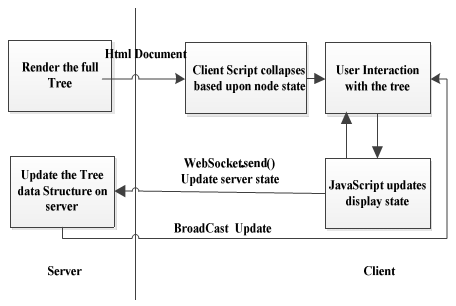 Html Document
Render the full
Tree
Client Script collapses
based upon node state
User Interaction
with the tree
WebSocket.send()
Update server state
Update the Tree
data Structure on
server
JavaScript updates
display state
BroadCast Update
Server
Client